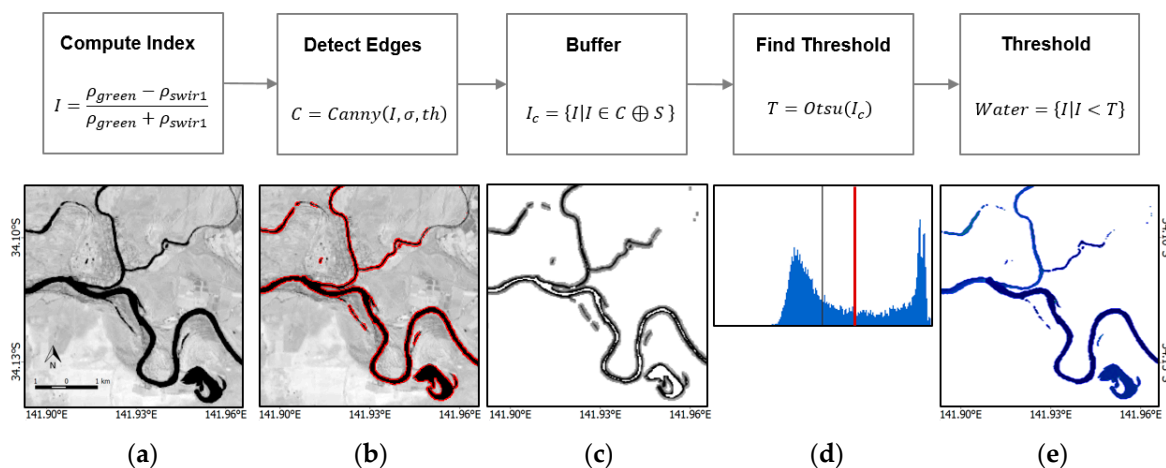 Compute Index
I = (ρgreen − ρswir1) / (ρgreen + ρswir1)
Detect Edges
C = Canny(I, σ, th)
Buffer
Ic = {I|I ∈ C ⊕ S }
Find Threshold
T = Otsu(Ic)
Threshold
Water = {I|I < T}
34.10°S
34.13°S
N
1 0 1 km
141.90°E 141.93°E 141.96°E
141.90°E 141.93°E 141.96°E
141.90°E 141.93°E 141.96°E
141.90°E 141.93°E 141.96°E
(a) (b) (c) (d) (e)